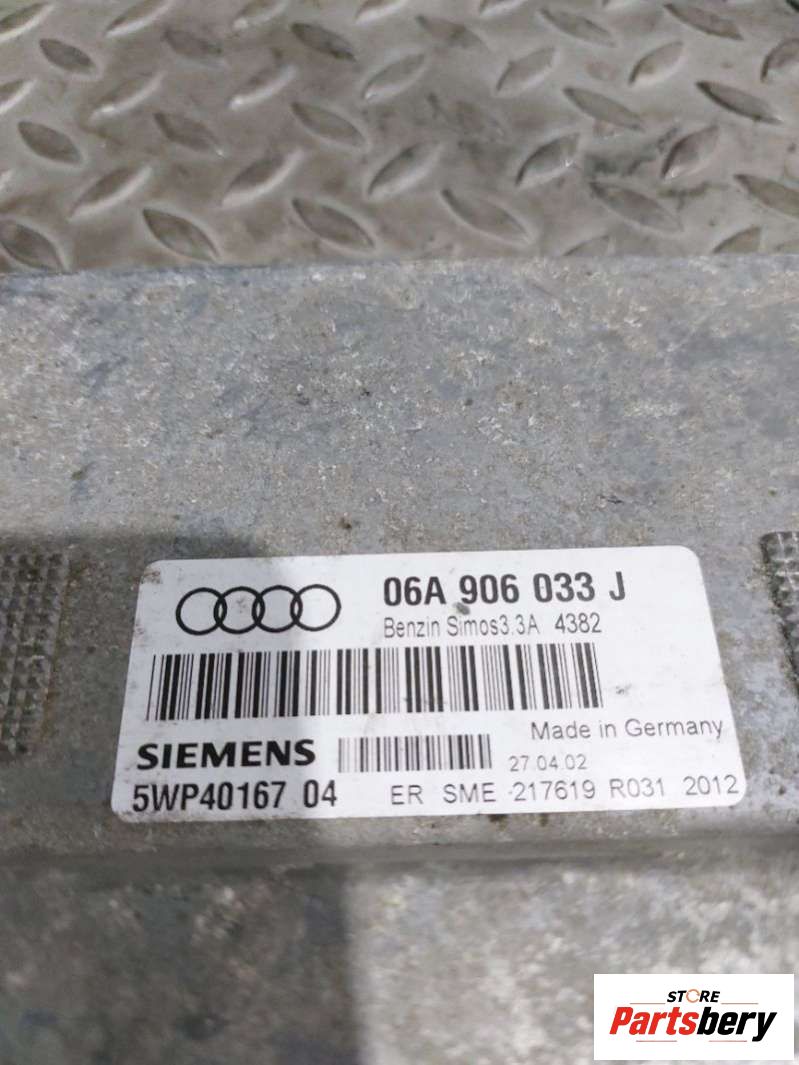 06A 906 033 J
Benzin Simos3.3A 4382
Made in Germany
SIEMENS 27.04.02
5WP40167 04 ER SME 217619 R031 2012
STORE
Partsbery